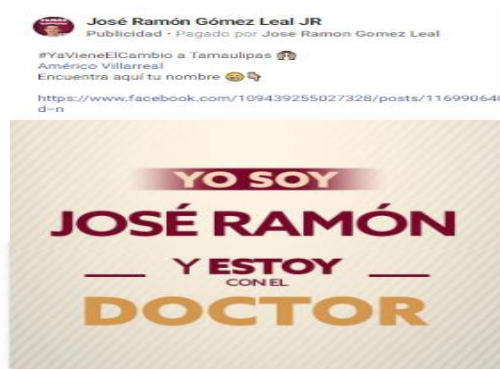 José Ramón Gómez Leal JR
Publicidad · Pagado por Jose Ramon Gomez Leal
#YaVieneElCambio a Tamaulipas
Américo Villarreal
Encuentra aquí tu nombre
https://www.facebook.com/109439255027328/posts/11699064
d=n
YO SOY
JOSÉ RAMÓN
Y ESTOY
CON EL
DOCTOR